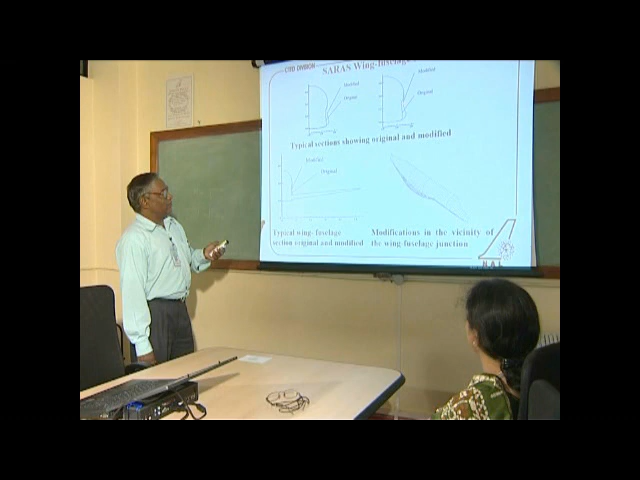 CTFD DIVISION
SARAS Wing-fuselage
Modified
Original
Modified
Original
Typical sections showing original and modified
Modified
Original
Typical wing- fuselage
section original and modified
Modifications in the vicinity of
the wing-fuselage junction
N A L